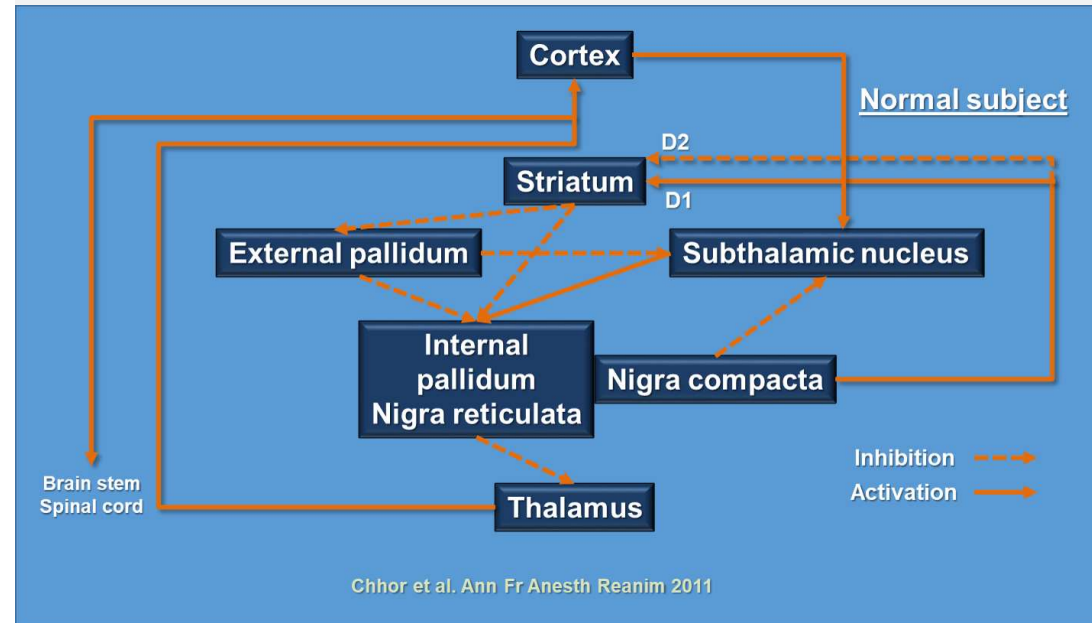 Cortex
Normal subject
D2
Striatum
D1
External pallidum
Subthalamic nucleus
Internal
pallidum
Nigra reticulata
Nigra compacta
Inhibition
Activation
Brain stem
Spinal cord
Thalamus
Chhor et al. Ann Fr Anesth Reanim 2011